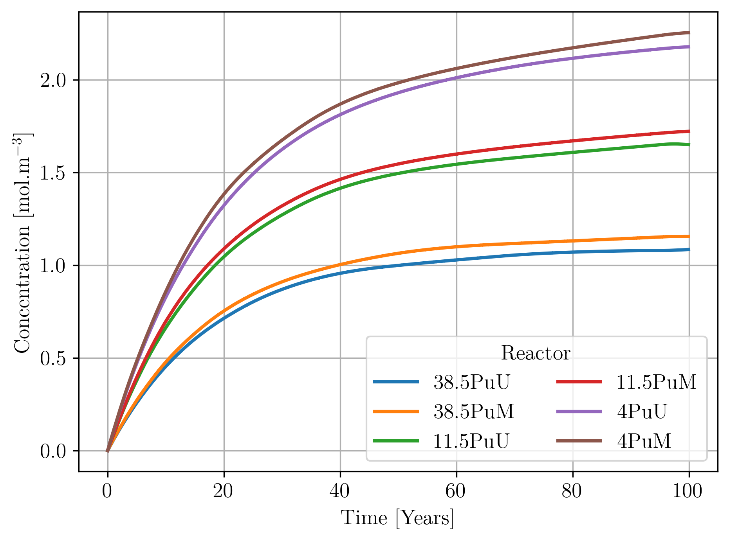 2.0
1.5
1.0
0.5
0.0
Concentration [mol.m⁻³]
Reactor
38.5PuU
38.5PuM
11.5PuU
11.5PuM
4PuU
4PuM
0 20 40 60 80 100
Time [Years]